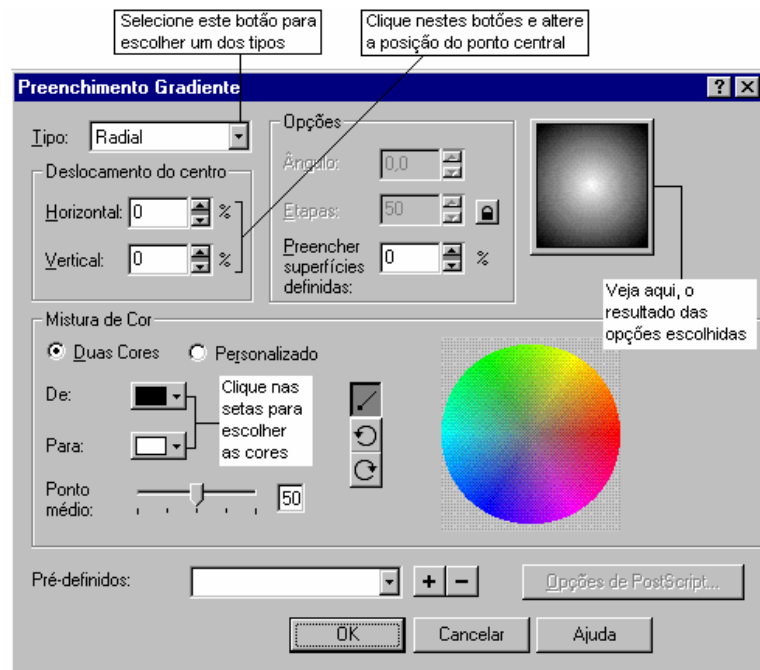 Selecione este botão para
escolher um dos tipos
Clique nestes botões e altere
a posição do ponto central
Preenchimento Gradiente
Tipo: Radial
Deslocamento do centro
Horizontal: 0 %
Vertical: 0 %
Opções
Ângulo: 0,0
Etapas: 50
Preencher
superfícies
definidas: 0 %
Veja aqui, o
resultado das
opções escolhidas
Mistura de Cor
Duas Cores
Personalizado
De:
Para:
Clique nas
setas para
escolher
as cores
Ponto
médio: 50
Pré-definidos:
+ −
Opções de PostScript...
OK
Cancelar
Ajuda